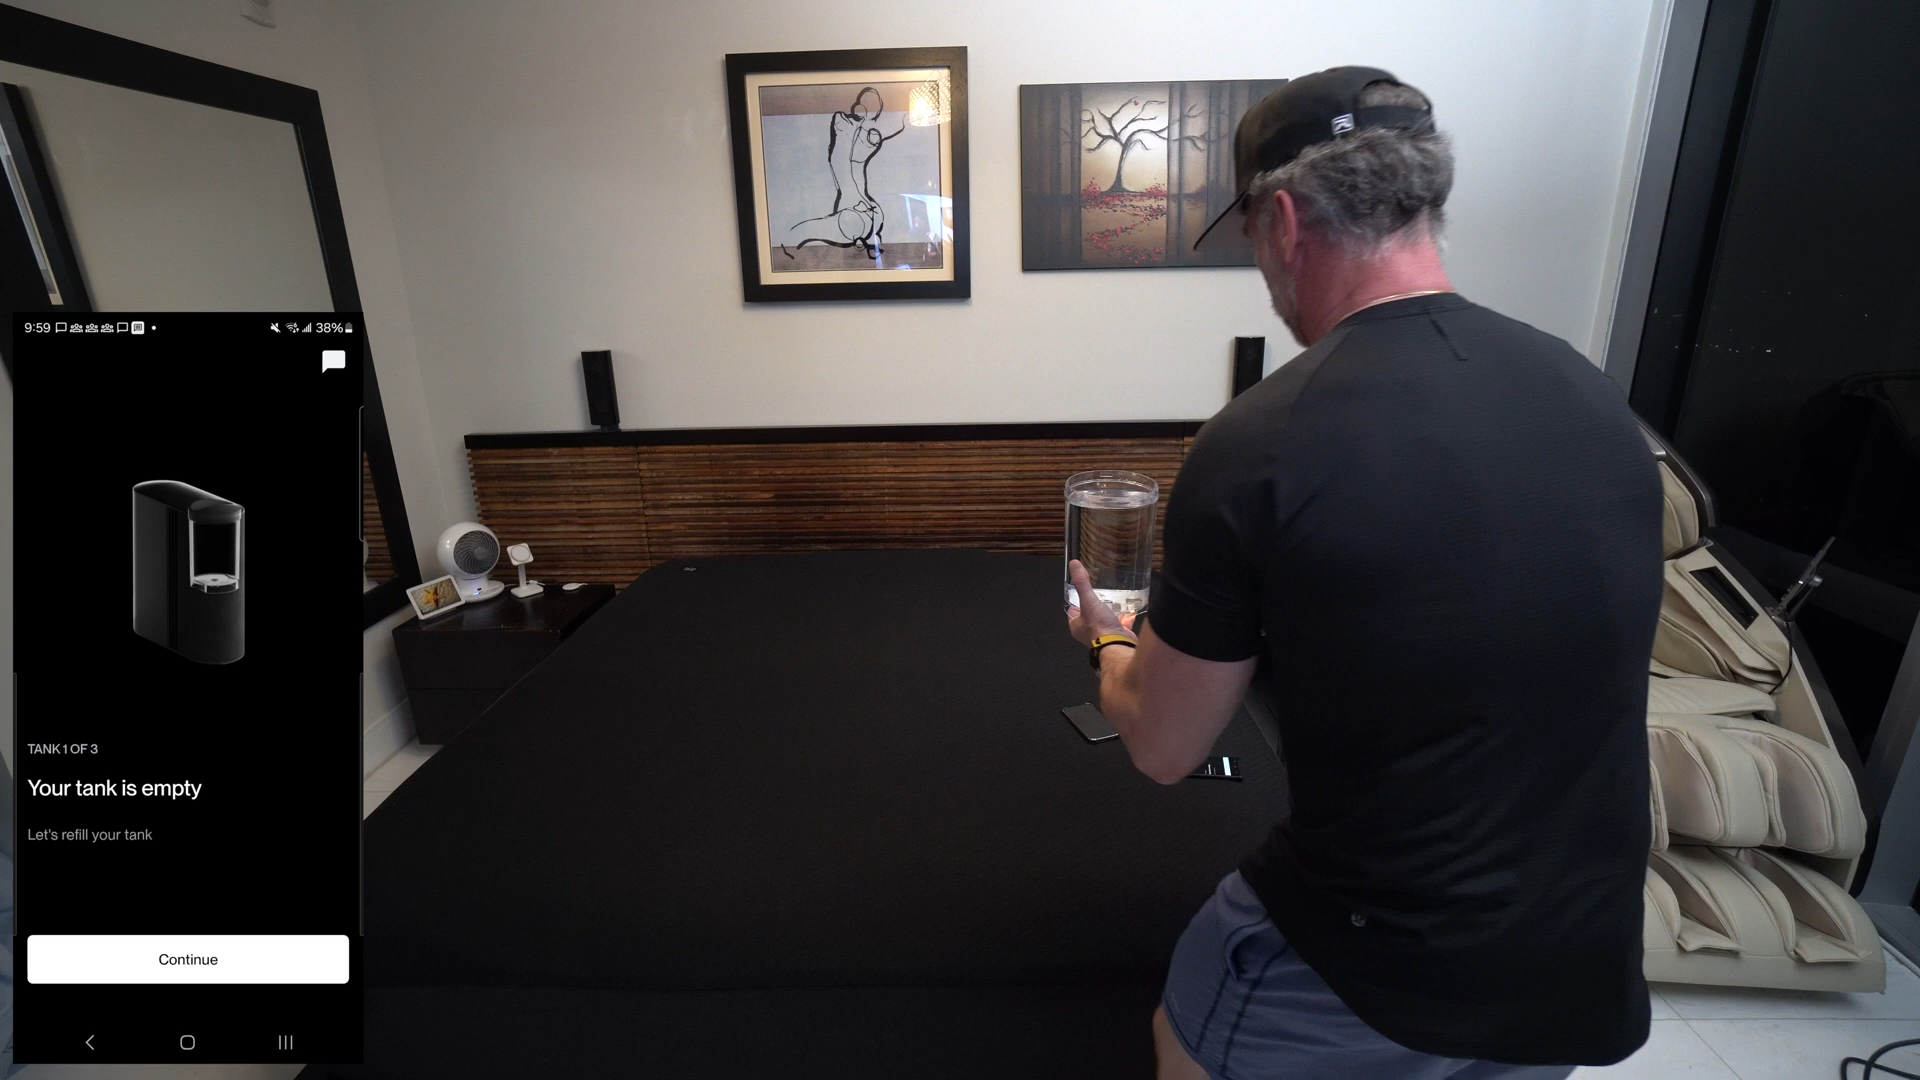 9:59
38%
TANK 1 OF 3
Your tank is empty
Let's refill your tank
Continue